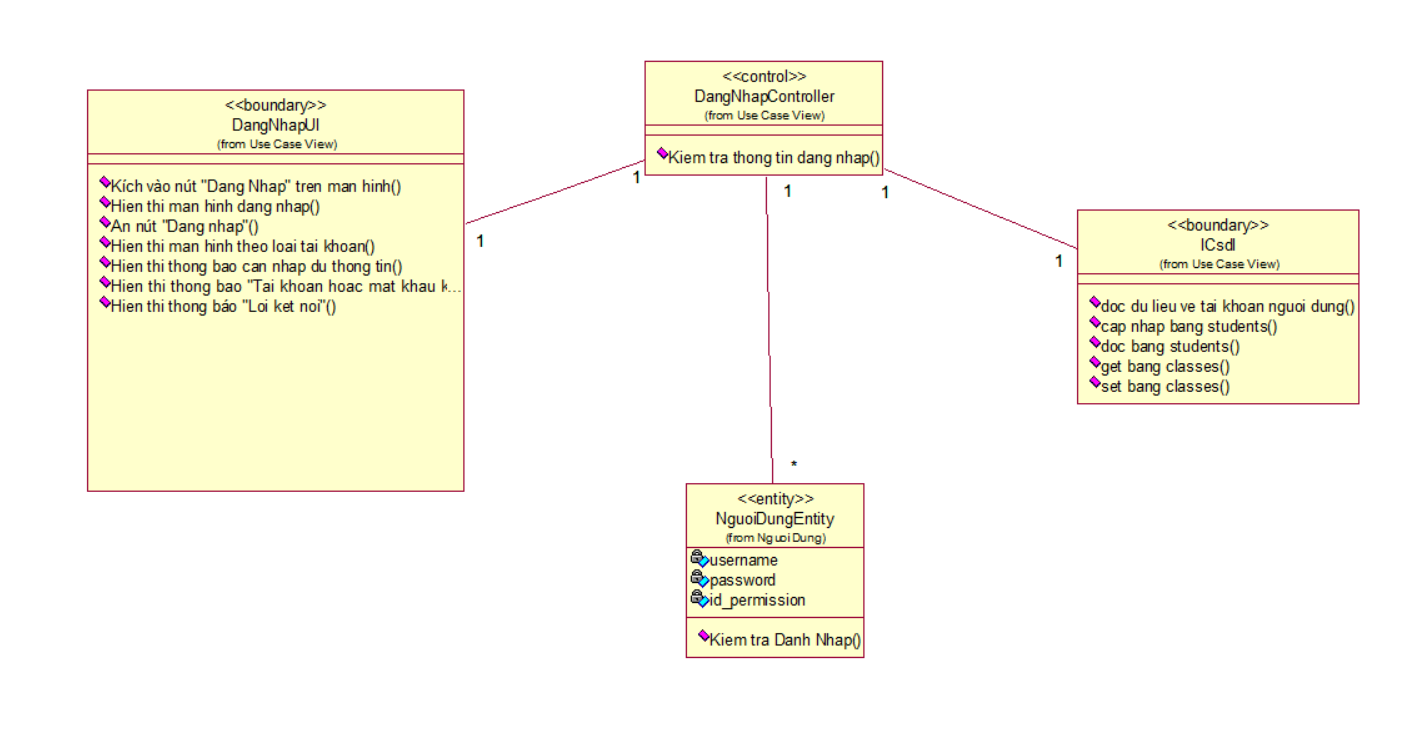 <<boundary>>
DangNhapUI
(from Use Case View)
Kích vào nút "Dang Nhap" tren man hinh()
Hien thi man hinh dang nhap()
An nút "Dang nhap"()
Hien thi man hinh theo loai tai khoan()
Hien thi thong bao can nhap du thong tin()
Hien thi thong bao "Tai khoan hoac mat khau k...
Hien thi thong báo "Loi ket noi"()
1
<<control>>
DangNhapController
(from Use Case View)
Kiem tra thong tin dang nhap()
1
1
1
<<boundary>>
ICsdl
(from Use Case View)
doc du lieu ve tai khoan nguoi dung()
cap nhap bang students()
doc bang students()
get bang classes()
set bang classes()
1
*
<<entity>>
NguoiDungEntity
(from NguoiDung)
username
password
id_permission
Kiem tra Danh Nhap()